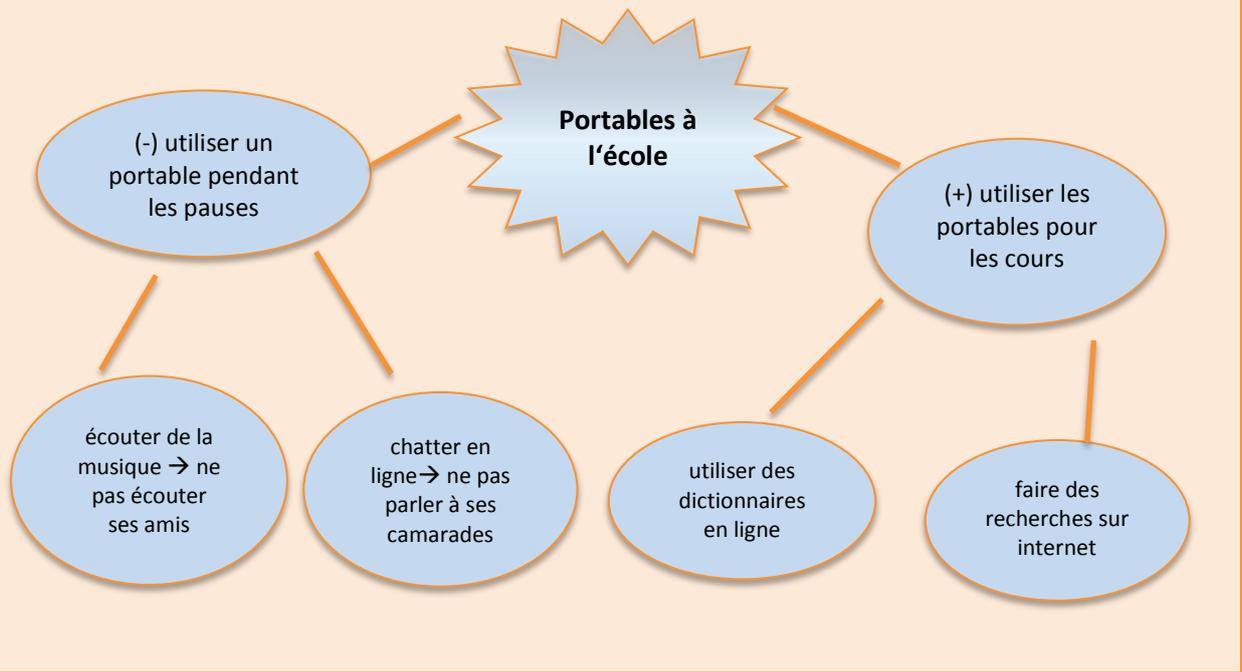 Portables à
l‘école
(-) utiliser un
portable pendant
les pauses
(+) utiliser les
portables pour
les cours
écouter de la
musique → ne
pas écouter
ses amis
chatter en
ligne→ ne pas
parler à ses
camarades
utiliser des
dictionnaires
en ligne
faire des
recherches sur
internet